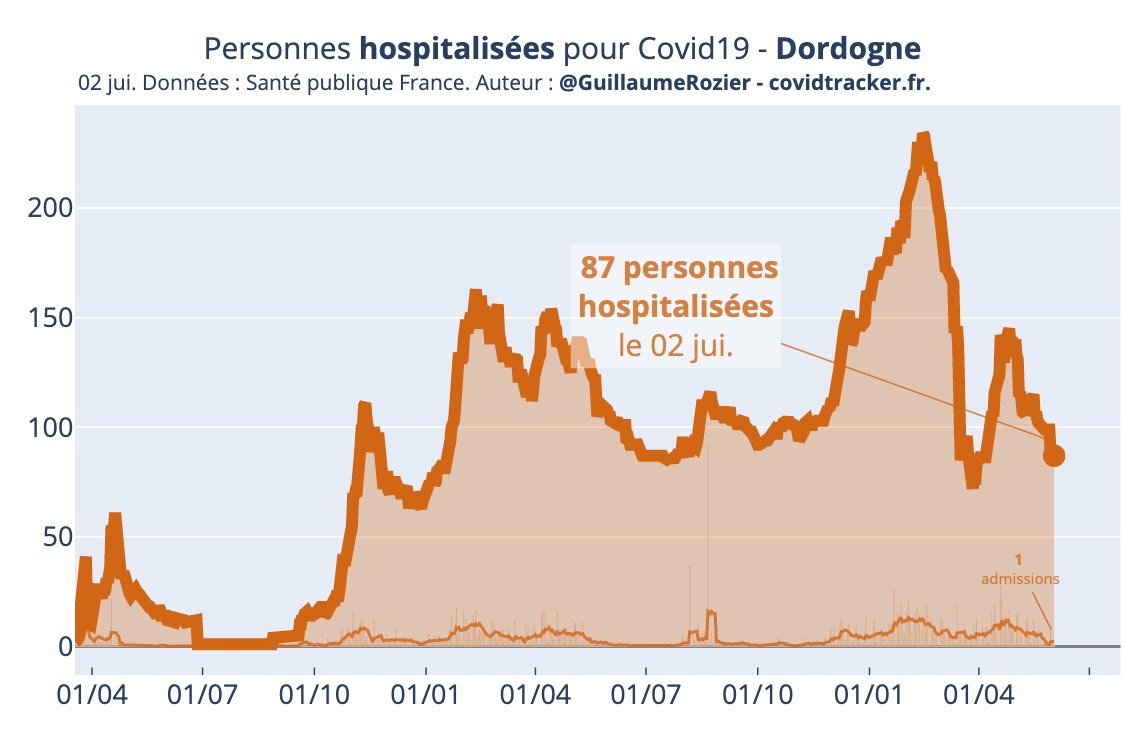 Personnes hospitalisées pour Covid19 - Dordogne
02 jui. Données : Santé publique France. Auteur : @GuillaumeRozier - covidtracker.fr.
200
87 personnes
hospitalisées
le 02 jui.
150
100
50
1
admissions
0
01/04 01/07 01/10 01/01 01/04 01/07 01/10 01/01 01/04